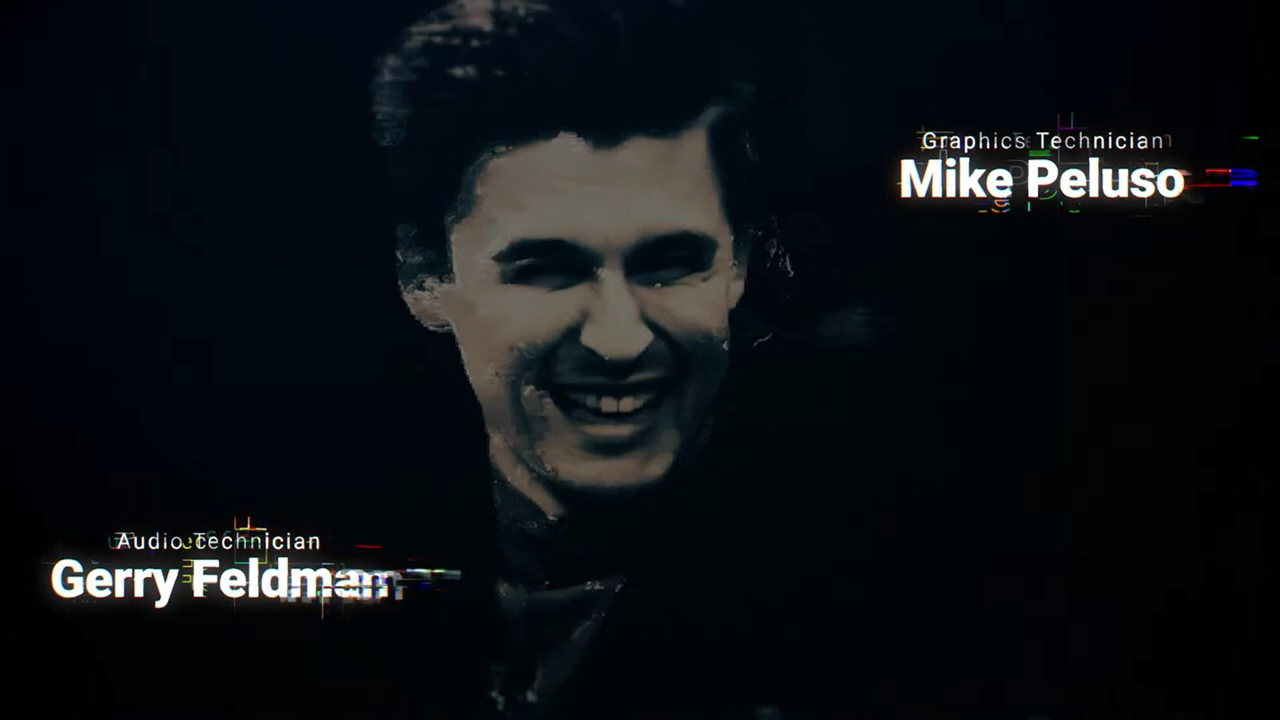 Graphics Technician
Mike Peluso
Audio Technician
Gerry Feldman